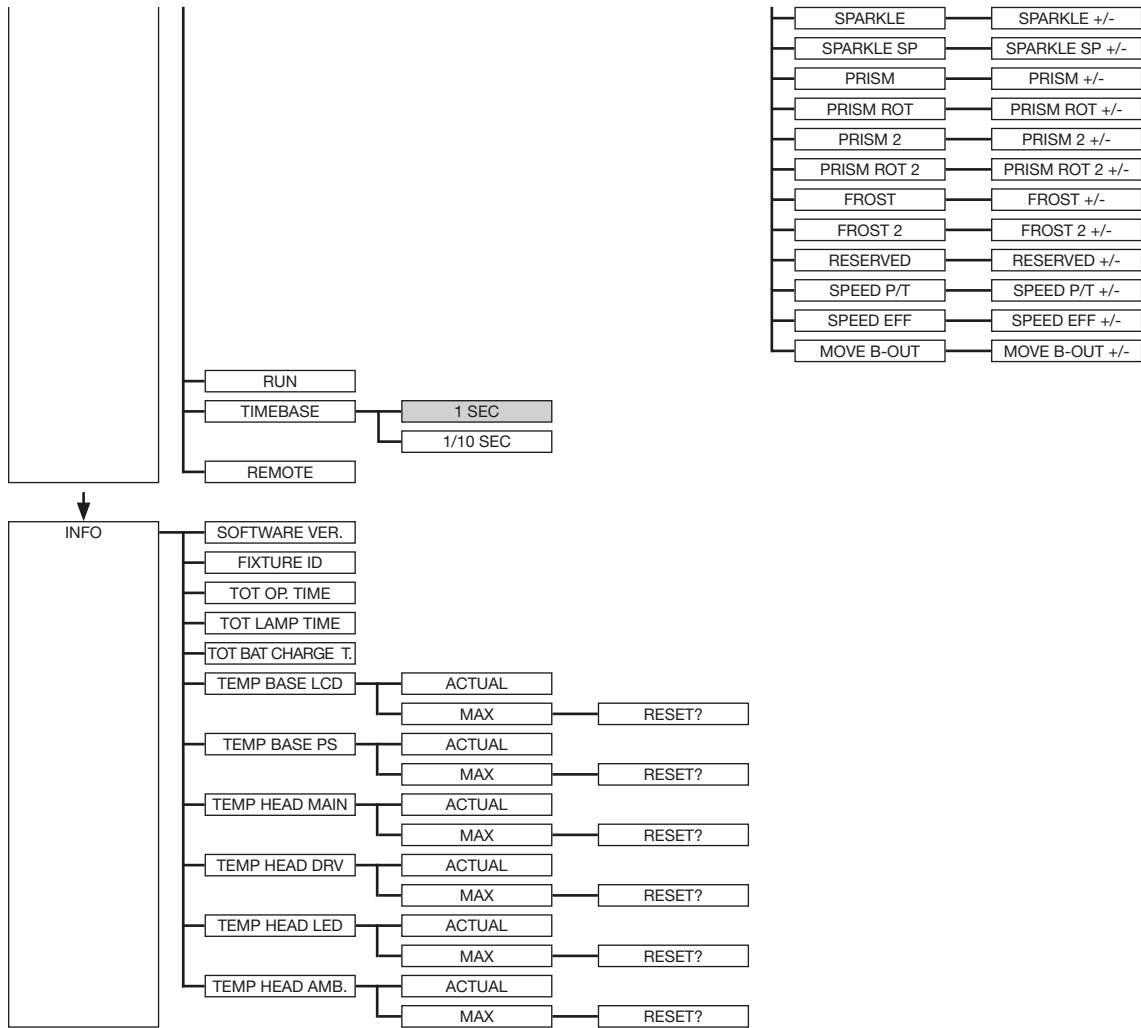 SPARKLE SPARKLE +/-
SPARKLE SP SPARKLE SP +/-
PRISM PRISM +/-
PRISM ROT PRISM ROT +/-
PRISM 2 PRISM 2 +/-
PRISM ROT 2 PRISM ROT 2 +/-
FROST FROST +/-
FROST 2 FROST 2 +/-
RESERVED RESERVED +/-
SPEED P/T SPEED P/T +/-
SPEED EFF SPEED EFF +/-
MOVE B-OUT MOVE B-OUT +/-
RUN
TIMEBASE 1 SEC
1/10 SEC
REMOTE
INFO SOFTWARE VER.
FIXTURE ID
TOT OP. TIME
TOT LAMP TIME
TOT BAT CHARGE T.
TEMP BASE LCD ACTUAL
MAX RESET?
TEMP BASE PS ACTUAL
MAX RESET?
TEMP HEAD MAIN ACTUAL
MAX RESET?
TEMP HEAD DRV ACTUAL
MAX RESET?
TEMP HEAD LED ACTUAL
MAX RESET?
TEMP HEAD AMB. ACTUAL
MAX RESET?